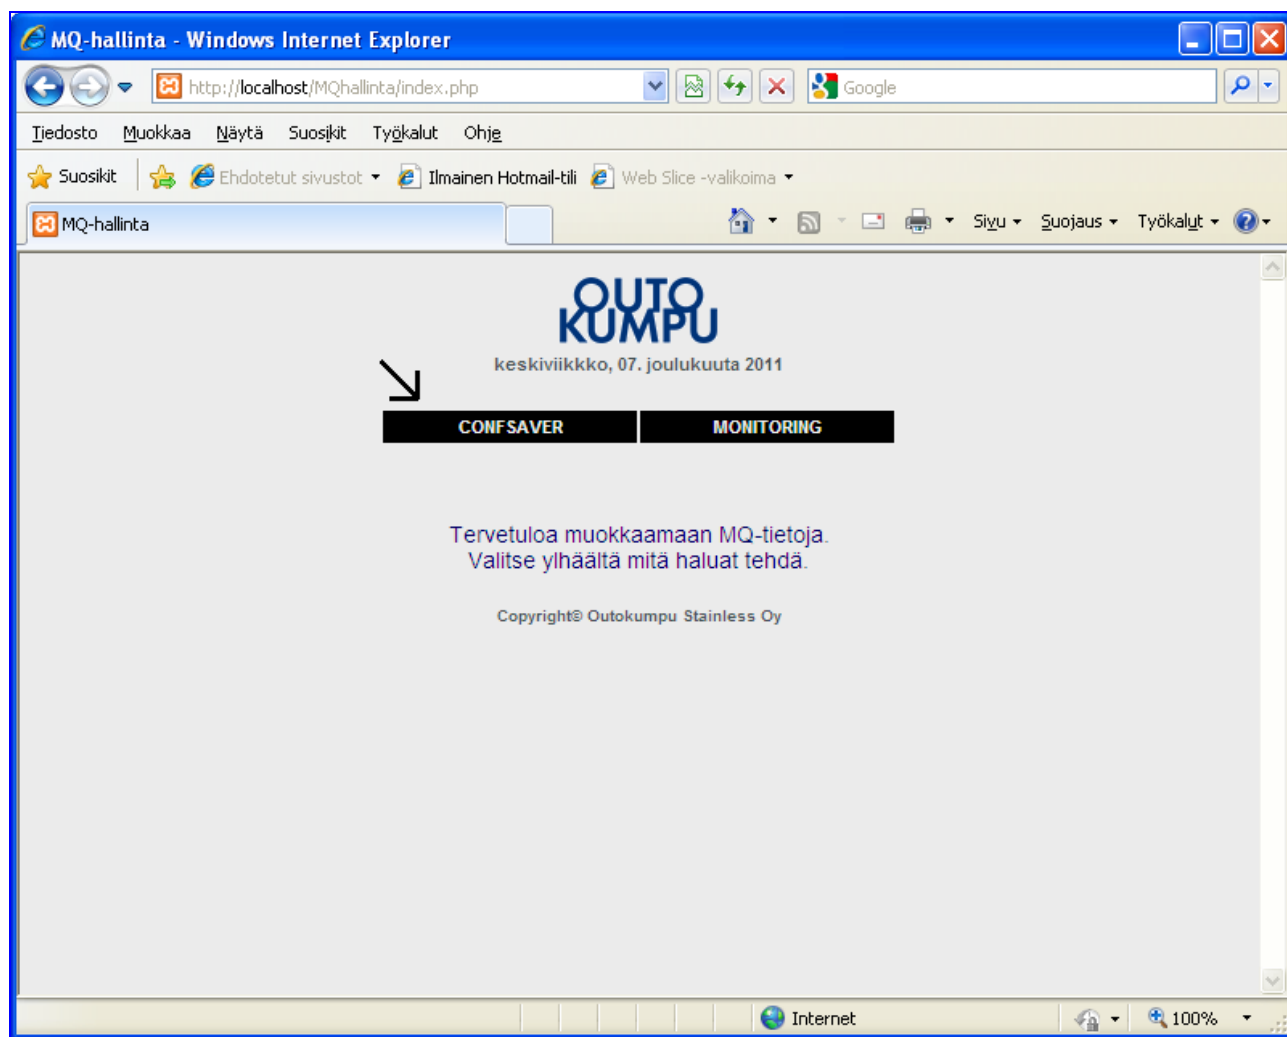 MQ-hallinta - Windows Internet Explorer
http://localhost/MQhallinta/index.php
Google
Tiedosto Muokkaa Näytä Suosikit Työkalut Ohje
Suosikit Ehdotetut sivustot Ilmainen Hotmail-tili Web Slice -valikoima
MQ-hallinta
Sivu Suojaus Työkalut
OUTO
KUMPU
keskiviikkko, 07. joulukuuta 2011
CONFSAVER MONITORING
Tervetuloa muokkaamaan MQ-tietoja.
Valitse ylhäältä mitä haluat tehdä.
Copyright© Outokumpu Stainless Oy
Internet
100%